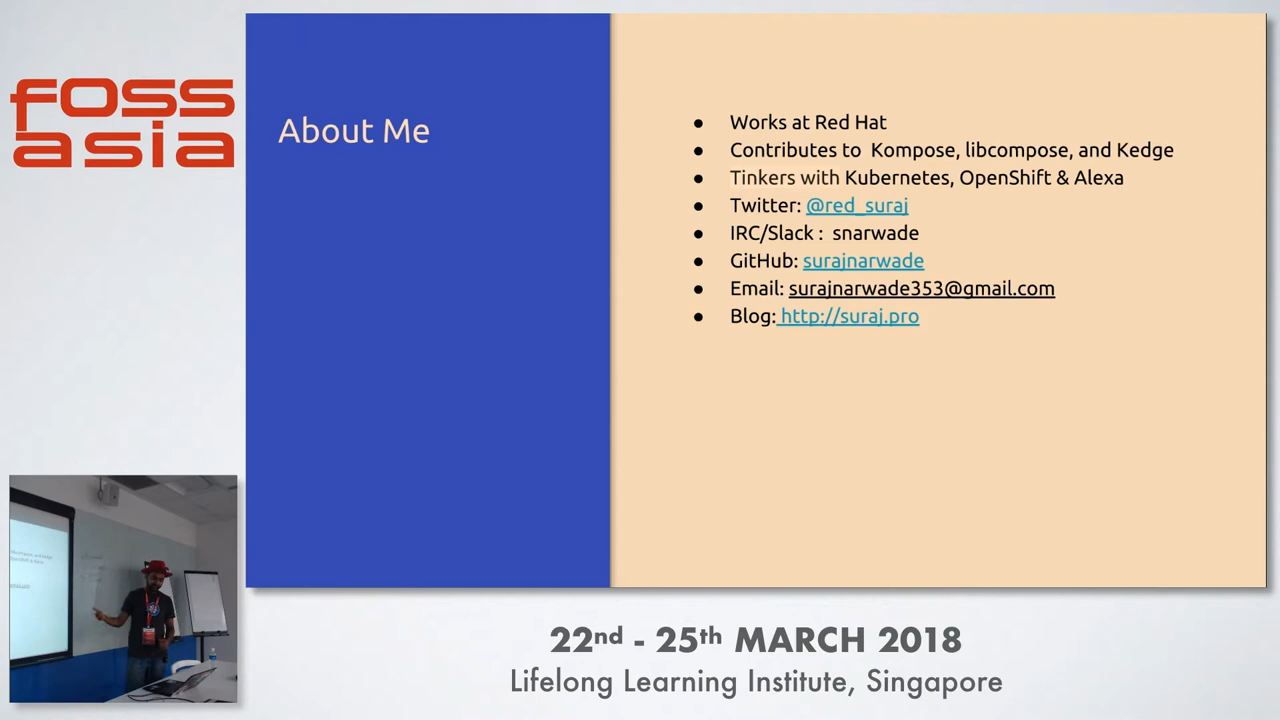 foss
asia
About Me
Works at Red Hat
Contributes to Kompose, libcompose, and Kedge
Tinkers with Kubernetes, OpenShift & Alexa
Twitter: @red_suraj
IRC/Slack : snarwade
GitHub: surajnarwade
Email: surajnarwade353@gmail.com
Blog: http://suraj.pro
22nd - 25th MARCH 2018
Lifelong Learning Institute, Singapore